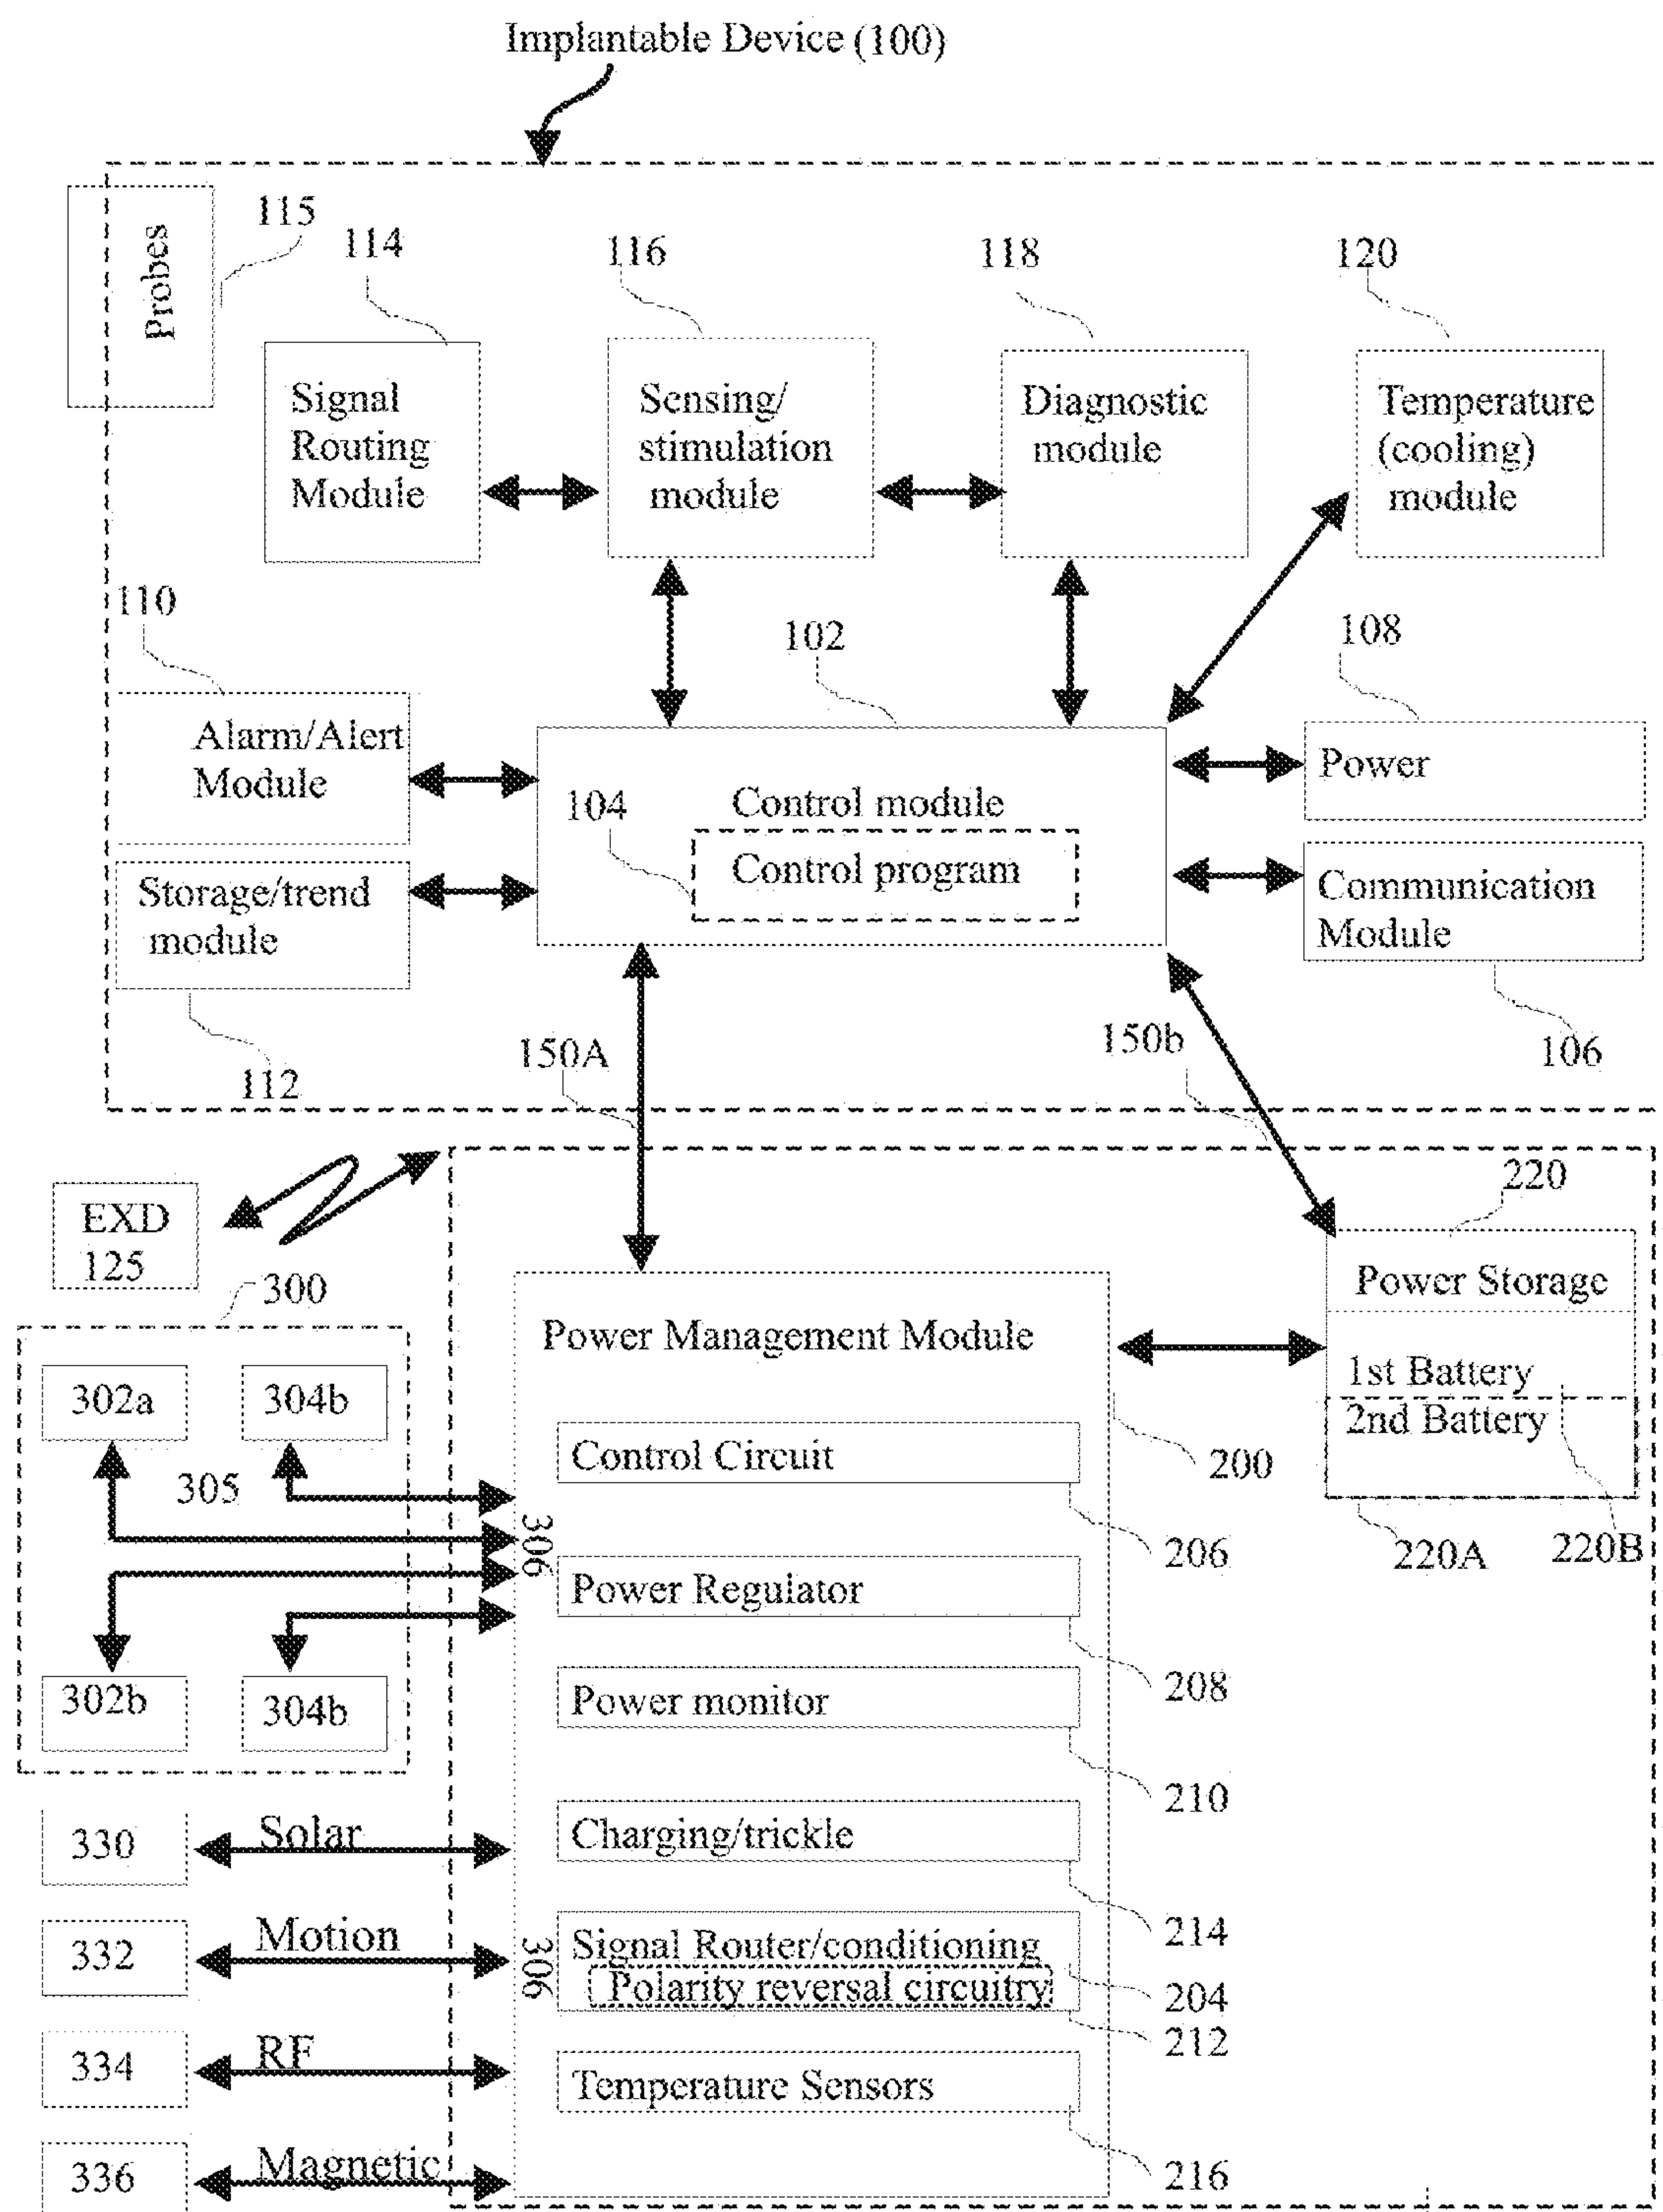 Implantable Device (100)
Probes
115
114
116
118
120
Signal
Routing
Module
Sensing/
stimulation
module
Diagnostic
module
Temperature
(cooling)
module
110
102
108
Alarm/Alert
Module
Power
104
Control module
Control program
Storage/trend
module
Communication
Module
112
150A
150b
106
EXD
125
220
300
Power Management Module
Power Storage
1st Battery
2nd Battery
302a
304b
305
Control Circuit
200
206
220A
220B
306
Power Regulator
302b
304b
208
Power monitor
210
330
Solar
Charging/trickle
214
332
Motion
306
Signal Router/conditioning
Polarity reversal circuitry
204
212
334
RF
Temperature Sensors
336
Magnetic
216